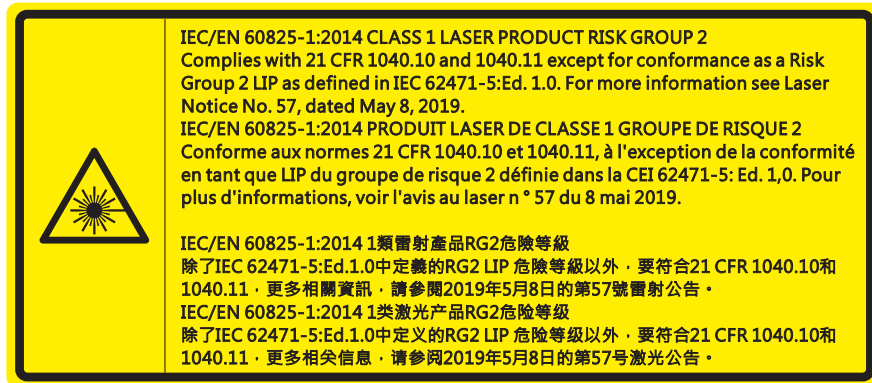 IEC/EN 60825-1:2014 CLASS 1 LASER PRODUCT RISK GROUP 2
Complies with 21 CFR 1040.10 and 1040.11 except for conformance as a Risk
Group 2 LIP as defined in IEC 62471-5:Ed. 1.0. For more information see Laser
Notice No. 57, dated May 8, 2019.
IEC/EN 60825-1:2014 PRODUIT LASER DE CLASSE 1 GROUPE DE RISQUE 2
Conforme aux normes 21 CFR 1040.10 et 1040.11, à l'exception de la conformité
en tant que LIP du groupe de risque 2 définie dans la CEI 62471-5: Ed. 1,0. Pour
plus d'informations, voir l'avis au laser n ° 57 du 8 mai 2019.
IEC/EN 60825-1:2014 1類雷射產品RG2危險等級
除了IEC 62471-5:Ed.1.0中定義的RG2 LIP 危險等級以外，要符合21 CFR 1040.10和
1040.11，更多相關資訊，請參閱2019年5月8日的第57號雷射公告。
IEC/EN 60825-1:2014 1类激光产品RG2危险等级
除了IEC 62471-5:Ed.1.0中定义的RG2 LIP 危险等级以外，要符合21 CFR 1040.10和
1040.11，更多相关信息，请参阅2019年5月8日的第57号激光公告。